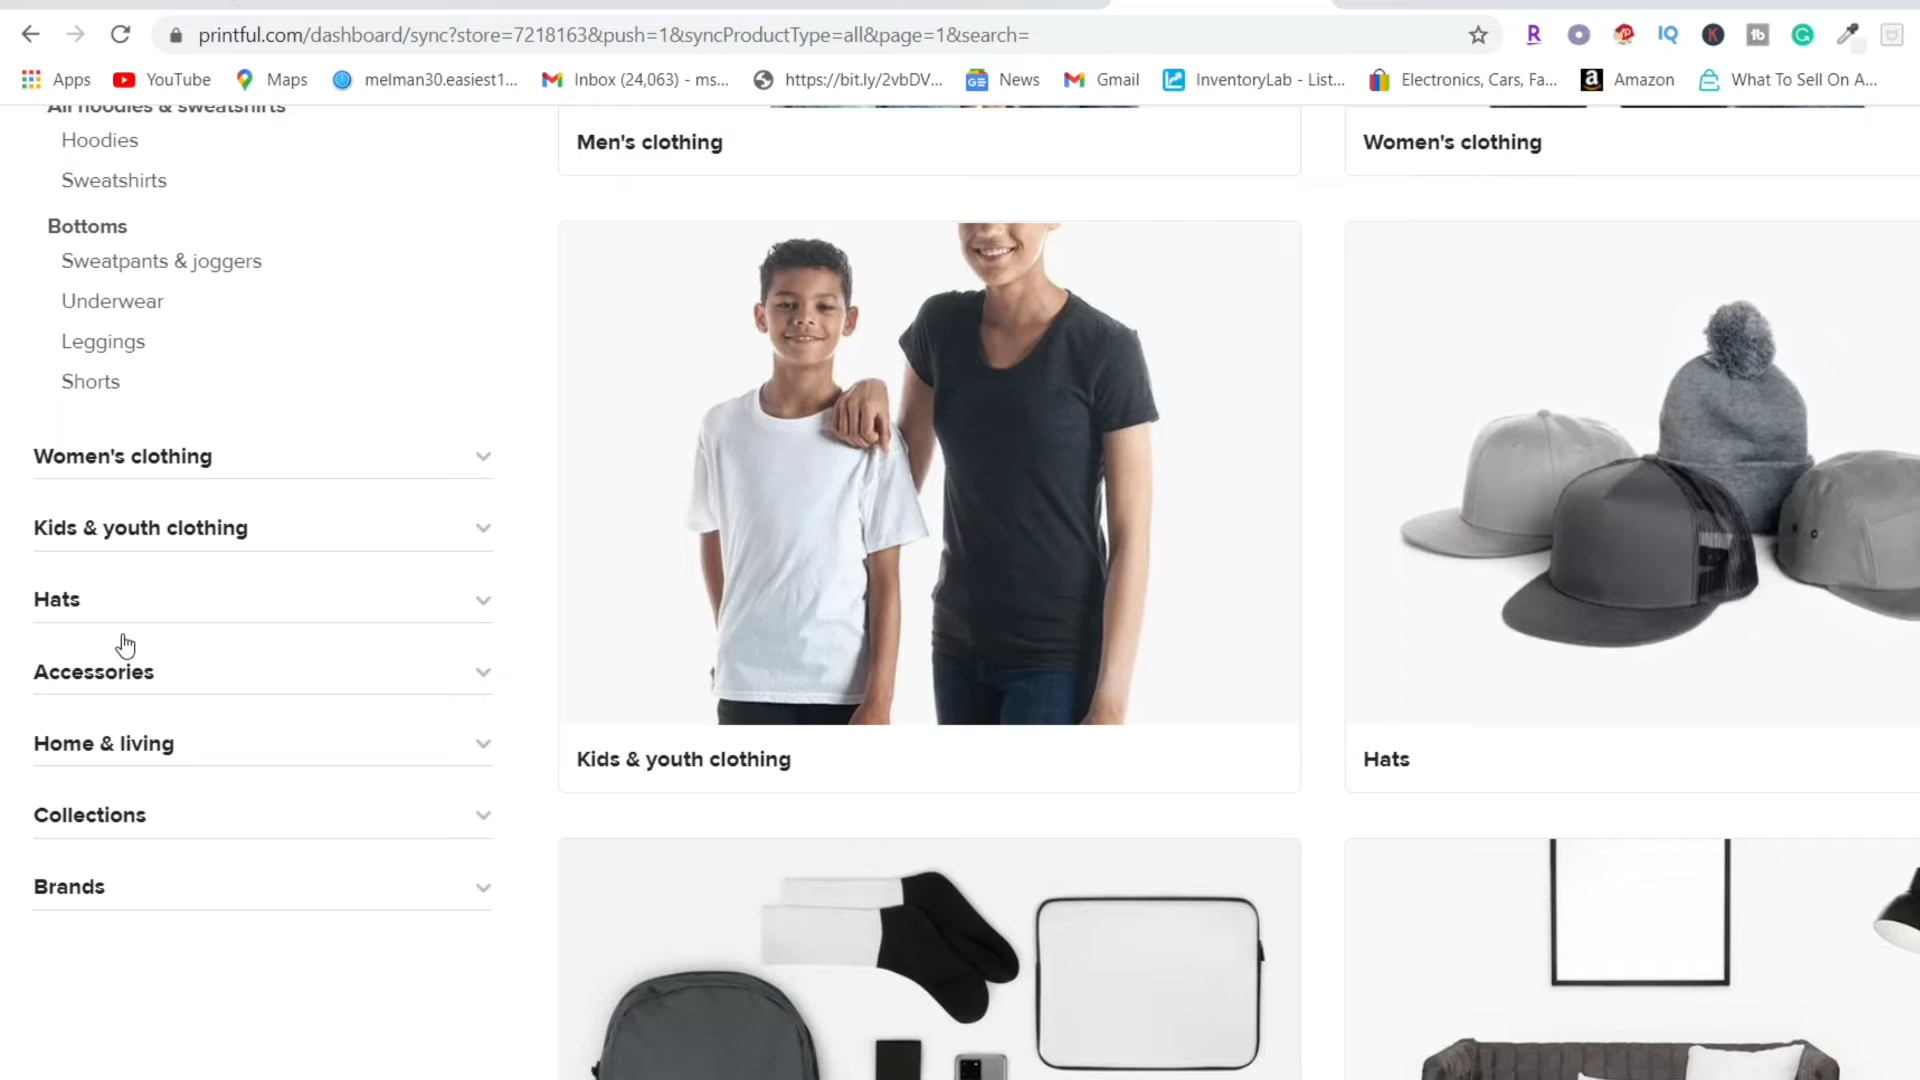 printful.com/dashboard/sync?store=7218163&push=1&syncProductType=all&page=1&search=
R
IQ
K
tb
G
Apps
YouTube
Maps
melman30.easiest1...
Inbox (24,063) - ms...
https://bit.ly/2vbDV...
GE
News
Gmail
InventoryLab - List...
Electronics, Cars, Fa...
a
Amazon
What To Sell On A...
All hoodies & sweatshirts
Hoodies
Sweatshirts
Bottoms
Sweatpants & joggers
Underwear
Leggings
Shorts
Women's clothing
Kids & youth clothing
Hats
Accessories
Home & living
Collections
Brands
Men's clothing
Women's clothing
Kids & youth clothing
Hats